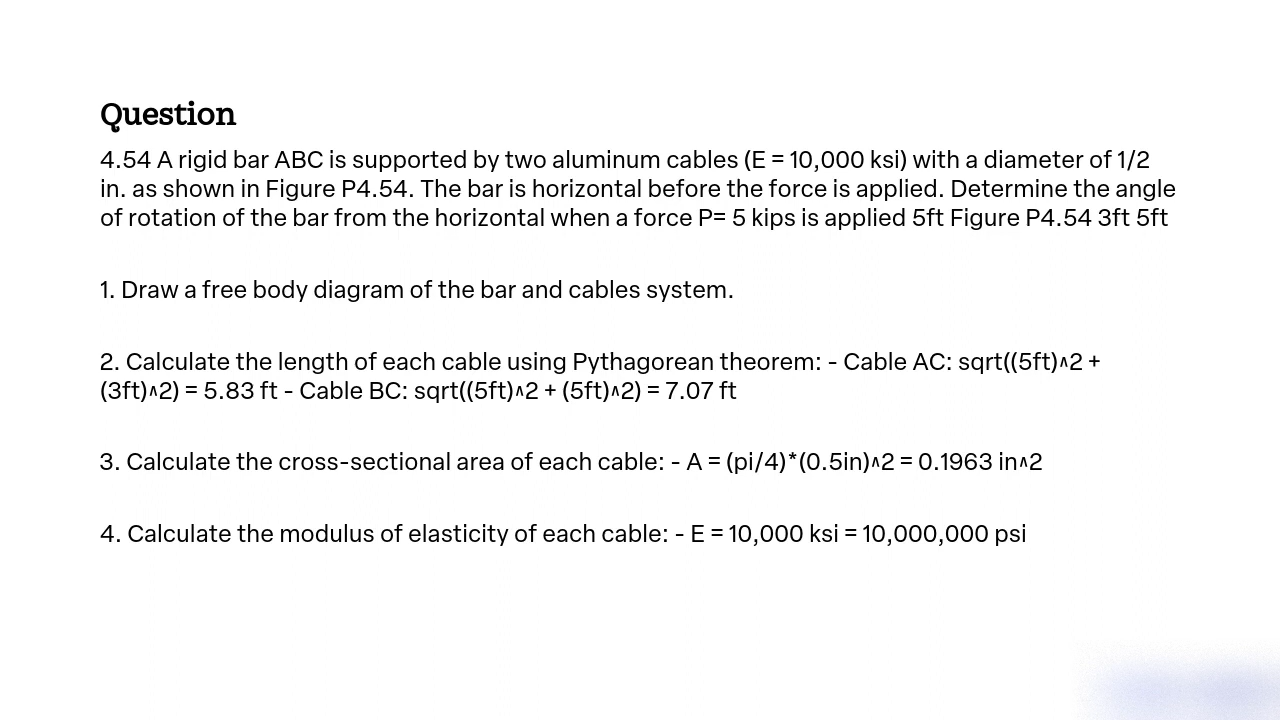 Question
4.54 A rigid bar ABC is supported by two aluminum cables (E = 10,000 ksi) with a diameter of 1/2
in. as shown in Figure P4.54. The bar is horizontal before the force is applied. Determine the angle
of rotation of the bar from the horizontal when a force P= 5 kips is applied 5ft Figure P4.54 3ft 5ft
1. Draw a free body diagram of the bar and cables system.
2. Calculate the length of each cable using Pythagorean theorem: - Cable AC: sqrt((5ft)^2 +
(3ft)^2) = 5.83 ft - Cable BC: sqrt((5ft)^2 + (5ft)^2) = 7.07 ft
3. Calculate the cross-sectional area of each cable: - A = (pi/4)*(0.5in)^2 = 0.1963 in^2
4. Calculate the modulus of elasticity of each cable: - E = 10,000 ksi = 10,000,000 psi